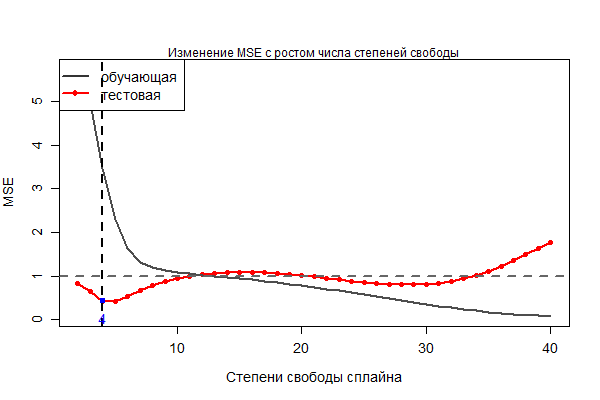 Изменение MSE с ростом числа степеней свободы
обучающая
тестовая
MSE
5
4
3
2
1
0
4
10
20
30
40
Степени свободы сплайна